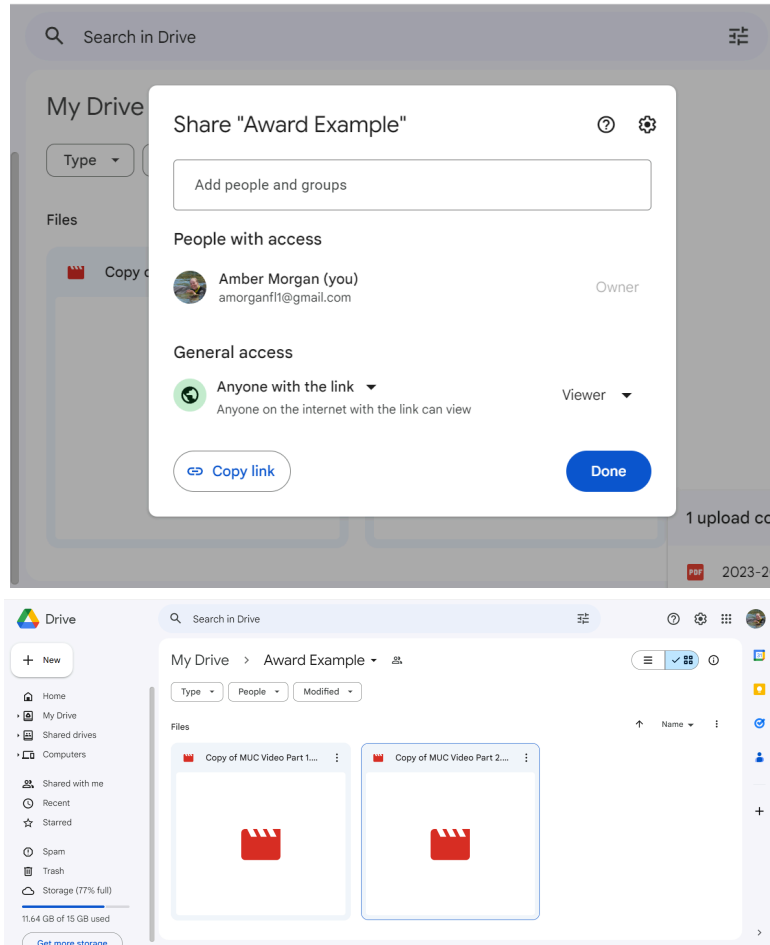 Search in Drive
My Drive
Share "Award Example"
Type
Add people and groups
Files
People with access
Copy
Amber Morgan (you)
amorganfl1@gmail.com
Owner
General access
Anyone with the link
Anyone on the internet with the link can view
Viewer
Copy link
Done
1 upload co
PDF 2023-2
Drive
Search in Drive
New
My Drive > Award Example
Home
My Drive
Shared drives
Computers
Shared with me
Recent
Starred
Spam
Trash
Storage (77% full)
11.64 GB of 15 GB used
Get more storage
Type
People
Modified
Files
Name
Copy of MUC Video Part 1....
Copy of MUC Video Part 2....
31